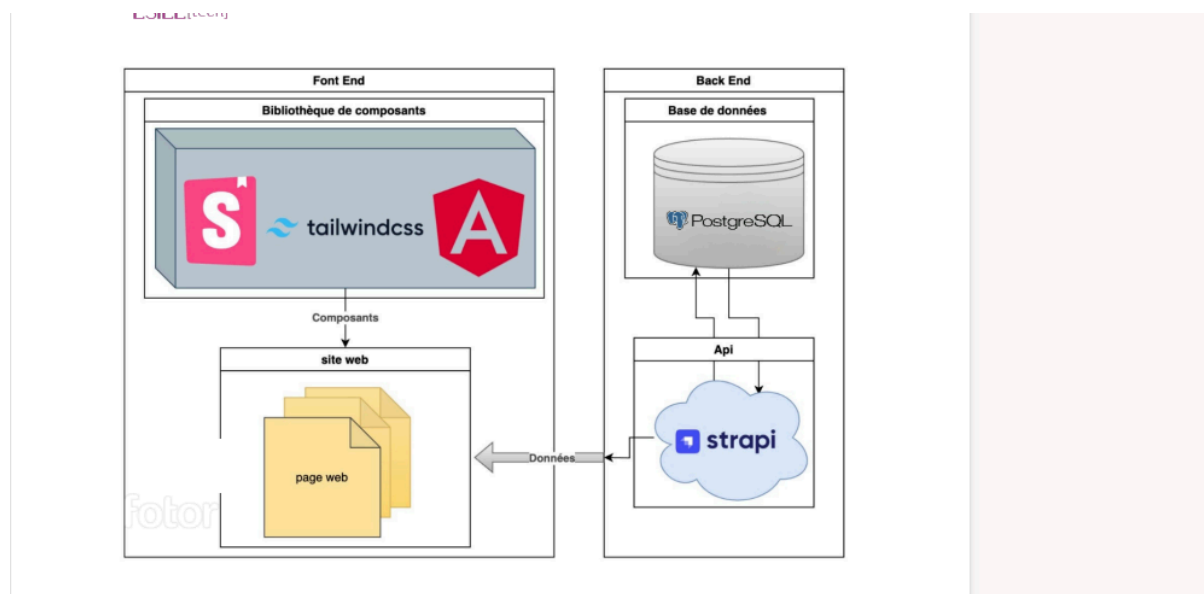 Font End
Bibliothèque de composants
S
tailwindcss
A
Composants
site web
page web
fotor
Back End
Base de données
PostgreSQL
Api
strapi
Données